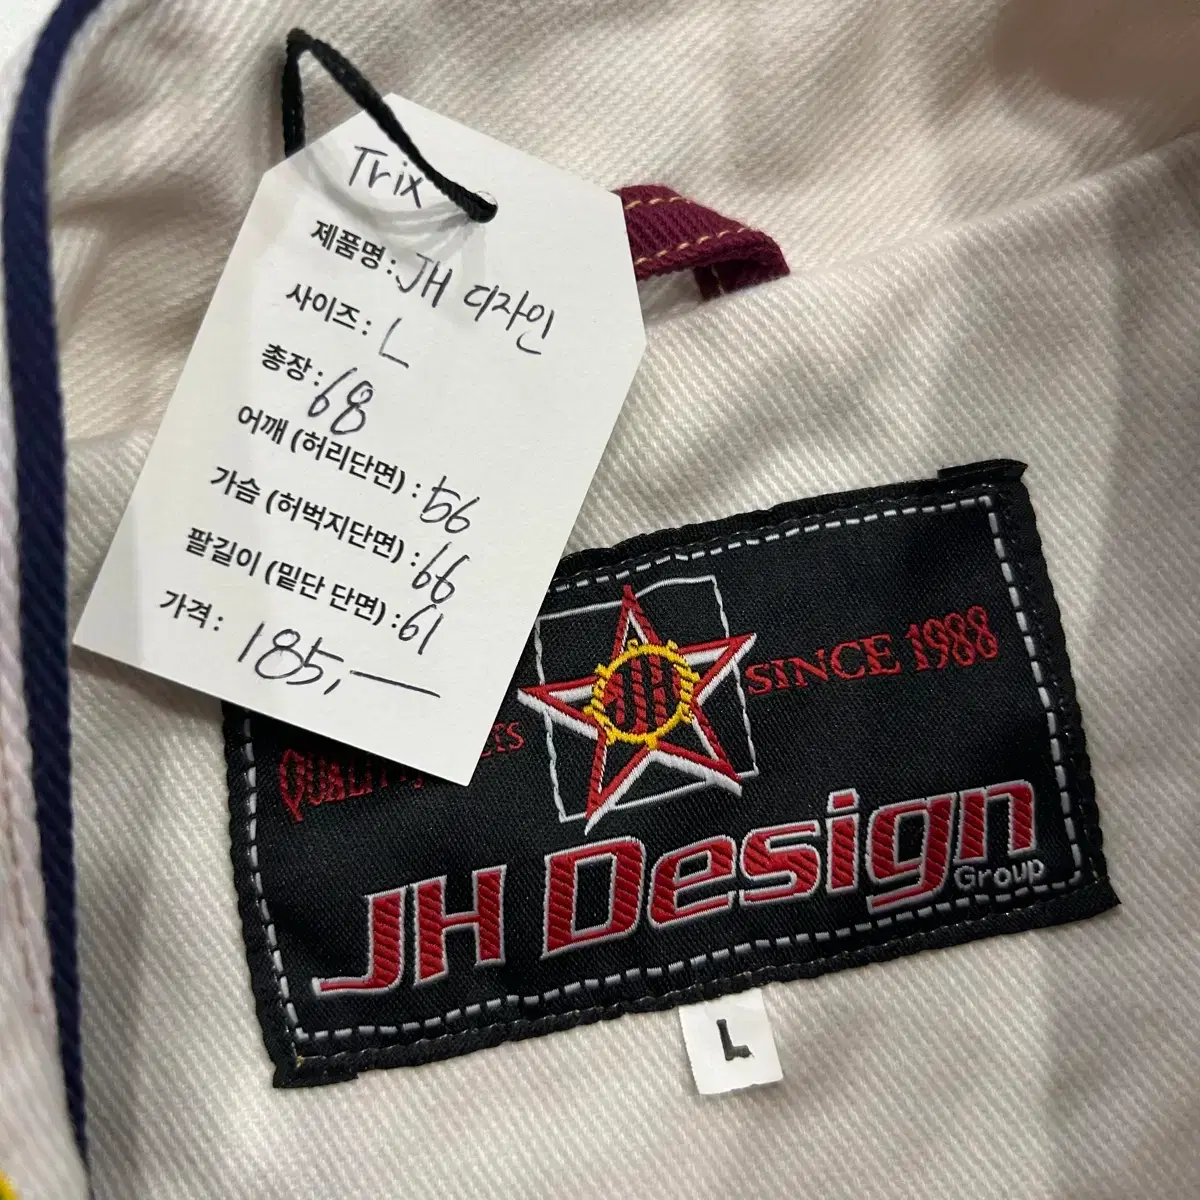 Trix
제품명 : JH 디자인
사이즈 : L
총장 : 68
어깨 (허리단면) : 56
가슴 (허벅지단면) : 66
팔길이 (밑단 단면) : 61
가격 : 185,—
JH
SINCE 1988
QUALITY
JH Design
Group
L